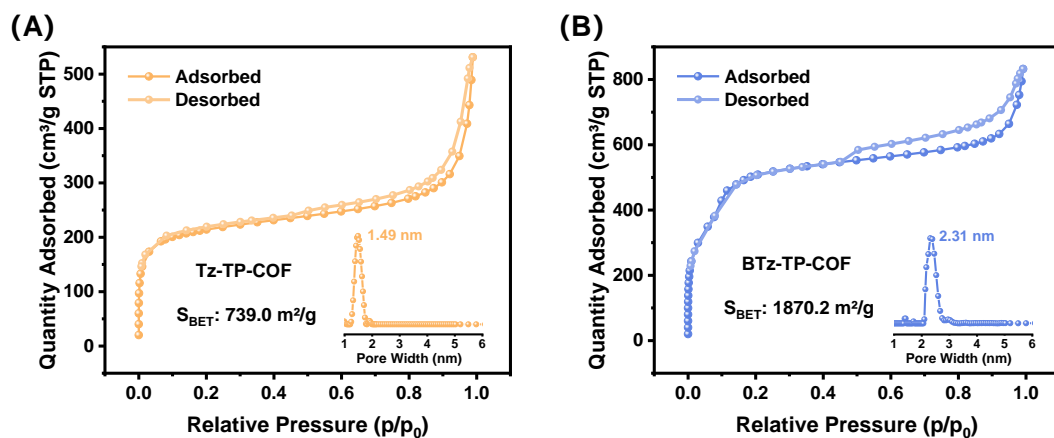 (A)
Quantity Adsorbed (cm³/g STP)
500
400
300
200
100
0
Adsorbed
Desorbed
1.49 nm
Tz-TP-COF
S_BET: 739.0 m²/g
1 2 3 4 5 6
Pore Width (nm)
0.0 0.2 0.4 0.6 0.8 1.0
Relative Pressure (p/p₀)
(B)
Quantity Adsorbed (cm³/g STP)
800
600
400
200
0
Adsorbed
Desorbed
2.31 nm
BTz-TP-COF
S_BET: 1870.2 m²/g
1 2 3 4 5 6
Pore Width (nm)
0.0 0.2 0.4 0.6 0.8 1.0
Relative Pressure (p/p₀)